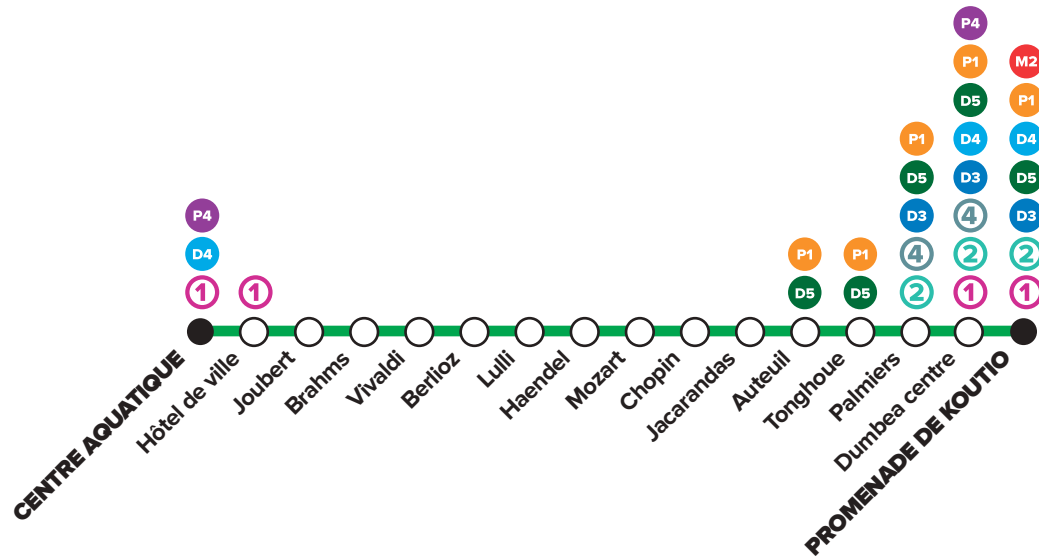 P4
P1
M2
D5
P1
P1
D4
D4
D5
D3
D5
P4
D3
4
D3
D4
P1
P1
4
2
2
1
1
D5
D5
2
1
1
CENTRE AQUATIQUE
Hôtel de ville
Joubert
Brahms
Vivaldi
Berlioz
Lulli
Haendel
Mozart
Chopin
Jacarandas
Auteuil
Tonghoue
Palmiers
Dumbea centre
PROMENADE DE KOUTIO